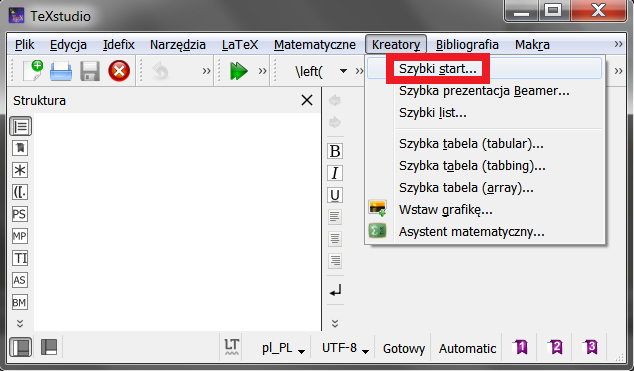 TeXstudio
Plik Edycja Idefix Narzędzia LaTeX Matematyczne Kreatory Bibliografia Makra »
» » \left( »
Szybki start...
Szybka prezentacja Beamer...
Szybki list...
Szybka tabela (tabular)...
Szybka tabela (tabbing)...
Szybka tabela (array)...
Wstaw grafikę...
Asystent matematyczny...
Struktura
([.
PS
MP
TI
AS
BM
B
I
U
LT pl_PL UTF-8 Gotowy Automatic 1 2 3